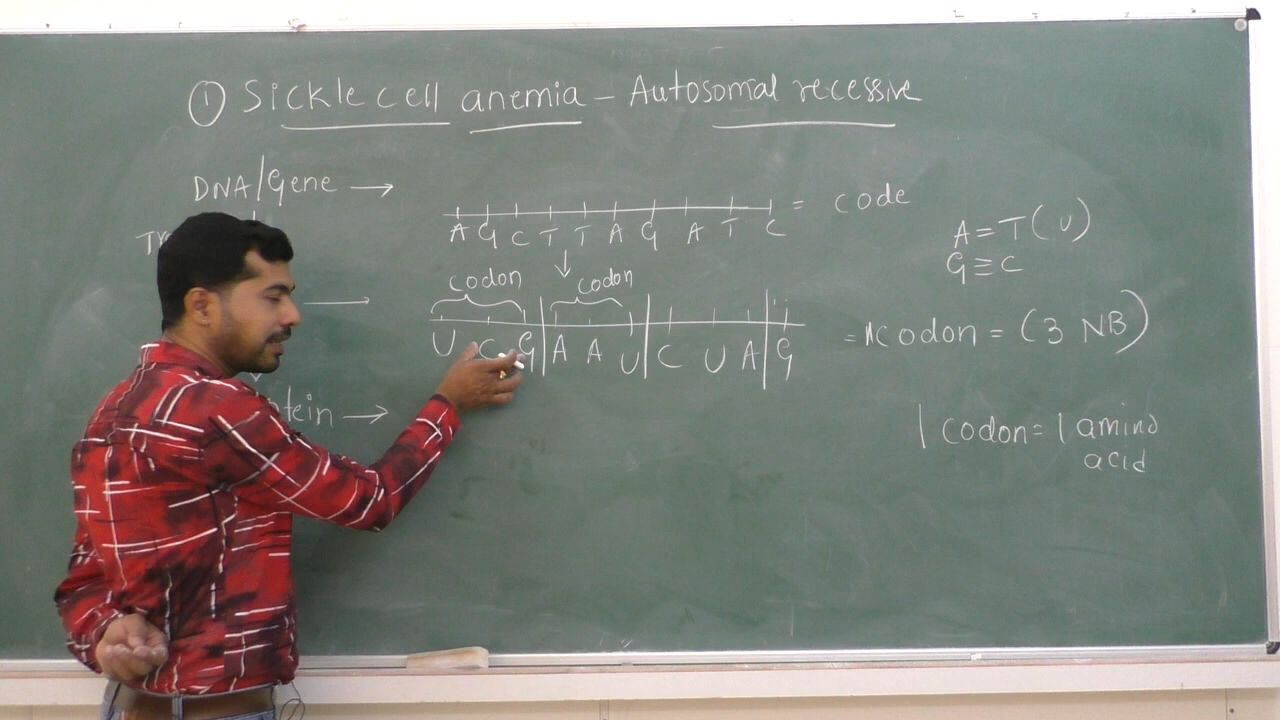 ① Sickle cell anemia – Autosomal recessive
DNA/Gene →
= code
A G C T T A G A T C
A = T(U)
G ≡ C
codon codon
U C G | A A U | C U A | G
= codon = (3 NB)
→
tein →
1 codon = 1 amino
acid